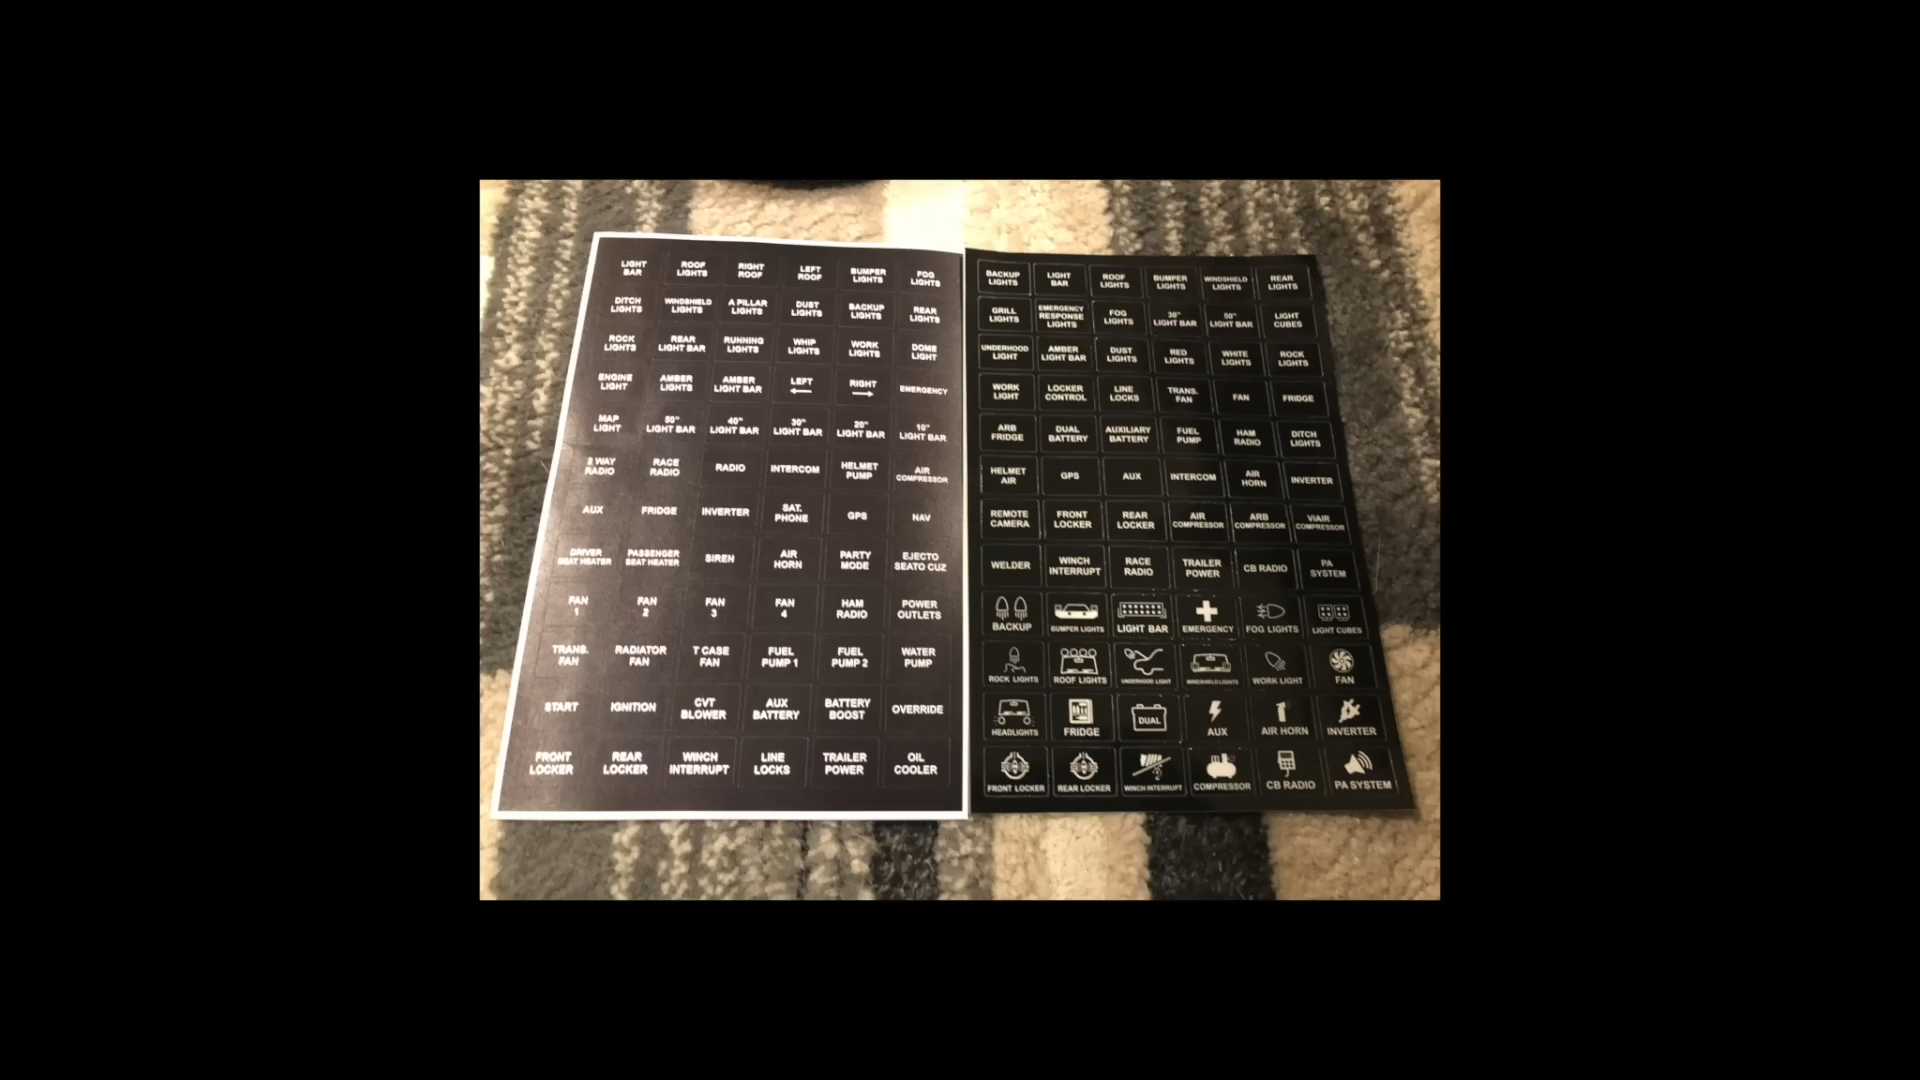 LIGHT BAR
ROOF LIGHTS
RIGHT ROOF
LEFT ROOF
BUMPER LIGHTS
FOG LIGHTS
DITCH LIGHTS
WINDSHIELD LIGHTS
A PILLAR LIGHTS
DUST LIGHTS
BACKUP LIGHTS
REAR LIGHTS
ROCK LIGHTS
REAR LIGHT BAR
RUNNING LIGHTS
WHIP LIGHTS
WORK LIGHTS
DOME LIGHT
ENGINE LIGHT
AMBER LIGHTS
AMBER LIGHT BAR
LEFT
RIGHT
EMERGENCY
MAP LIGHT
50" LIGHT BAR
40" LIGHT BAR
30" LIGHT BAR
20" LIGHT BAR
10" LIGHT BAR
2 WAY RADIO
RACE RADIO
RADIO
INTERCOM
HELMET PUMP
AIR COMPRESSOR
AUX
FRIDGE
INVERTER
SAT. PHONE
GPS
NAV
DRIVER SEAT HEATER
PASSENGER SEAT HEATER
SIREN
AIR HORN
PARTY MODE
EJECTO SEATO CUZ
FAN 1
FAN 2
FAN 3
FAN 4
HAM RADIO
POWER OUTLETS
TRANS. FAN
RADIATOR FAN
T CASE FAN
FUEL PUMP 1
FUEL PUMP 2
WATER PUMP
START
IGNITION
CVT BLOWER
AUX BATTERY
BATTERY BOOST
OVERRIDE
FRONT LOCKER
REAR LOCKER
WINCH INTERRUPT
LINE LOCKS
TRAILER POWER
OIL COOLER
BACKUP LIGHTS
LIGHT BAR
ROOF LIGHTS
BUMPER LIGHTS
WINDSHIELD LIGHTS
REAR LIGHTS
GRILL LIGHTS
EMERGENCY RESPONSE LIGHTS
FOG LIGHTS
30" LIGHT BAR
50" LIGHT BAR
LIGHT CUBES
UNDERHOOD LIGHT
AMBER LIGHT BAR
DUST LIGHTS
RED LIGHTS
WHITE LIGHTS
ROCK LIGHTS
WORK LIGHT
LOCKER CONTROL
LINE LOCKS
TRANS. FAN
FAN
FRIDGE
ARB FRIDGE
DUAL BATTERY
AUXILIARY BATTERY
FUEL PUMP
HAM RADIO
DITCH LIGHTS
HELMET AIR
GPS
AUX
INTERCOM
AIR HORN
INVERTER
REMOTE CAMERA
FRONT LOCKER
REAR LOCKER
AIR COMPRESSOR
ARB COMPRESSOR
VIAIR COMPRESSOR
WELDER
WINCH INTERRUPT
RACE RADIO
TRAILER POWER
CB RADIO
PA SYSTEM
BACKUP
BUMPER LIGHTS
LIGHT BAR
EMERGENCY
FOG LIGHTS
LIGHT CUBES
ROCK LIGHTS
ROOF LIGHTS
UNDERHOOD LIGHT
WINDSHIELD LIGHTS
WORK LIGHT
FAN
HEADLIGHTS
FRIDGE
DUAL
AUX
AIR HORN
INVERTER
FRONT LOCKER
REAR LOCKER
WINCH INTERRUPT
COMPRESSOR
CB RADIO
PA SYSTEM